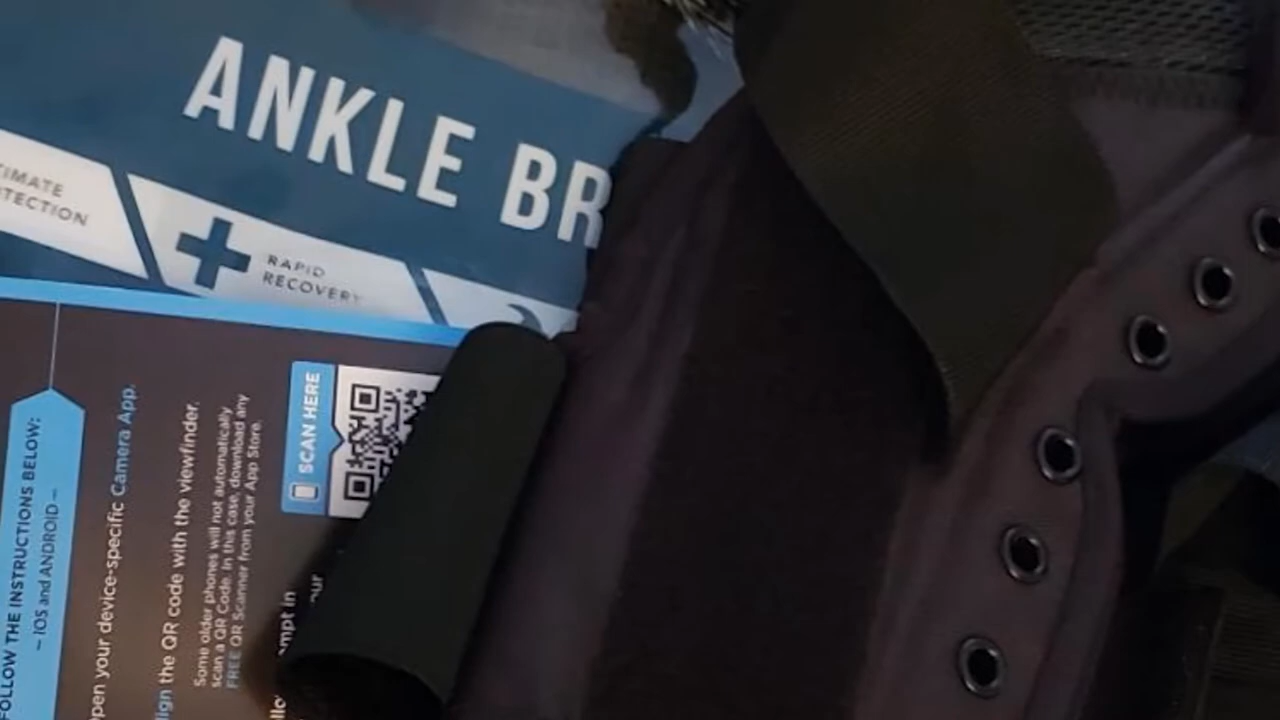 ANKLE BR
TIMATE
TECTION
RAPID
RECOVERY
FOLLOW THE INSTRUCTIONS BELOW:
– IOS and ANDROID –
pen your device-specific Camera App.
lign the QR code with the viewfinder.
Some older phones will not automatically
scan a QR Code. In this case, download any
FREE QR Scanner from your App Store.
SCAN HERE